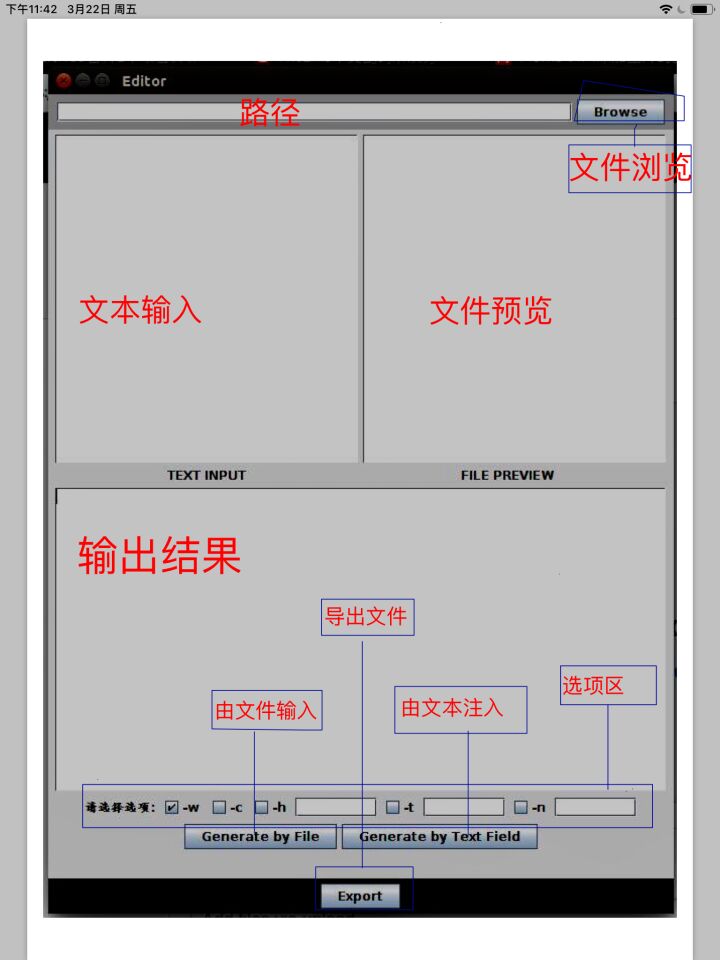 下午11:42 3月22日 周五
Editor
路径
Browse
文件浏览
文本输入
文件预览
TEXT INPUT
FILE PREVIEW
输出结果
导出文件
选项区
由文件输入
由文本注入
请选择选项: -w -c -h -t -n
Generate by File
Generate by Text Field
Export